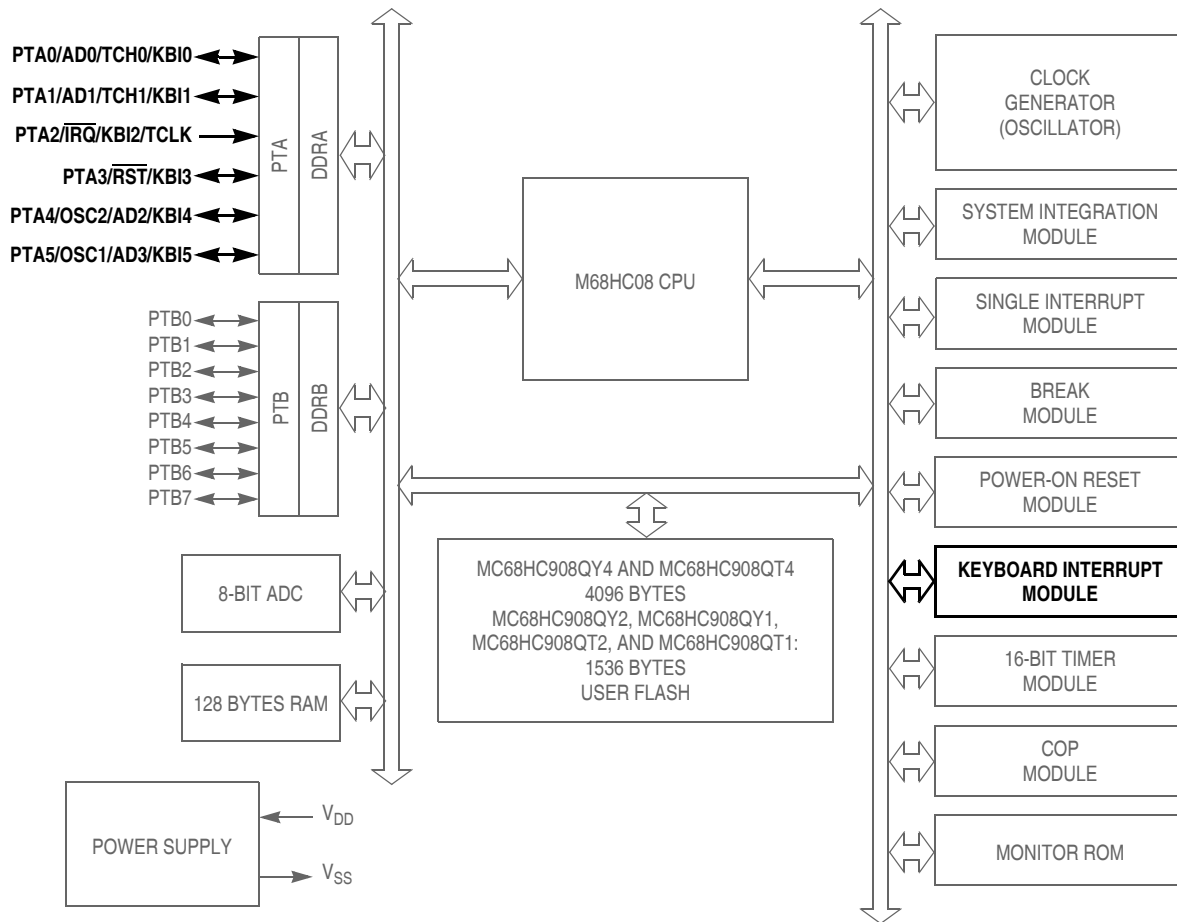 PTA0/AD0/TCH0/KBI0
PTA1/AD1/TCH1/KBI1
PTA2/I̅R̅Q̅/KBI2/TCLK
PTA3/R̅S̅T̅/KBI3
PTA4/OSC2/AD2/KBI4
PTA5/OSC1/AD3/KBI5
PTA
DDRA
PTB0
PTB1
PTB2
PTB3
PTB4
PTB5
PTB6
PTB7
PTB
DDRB
8-BIT ADC
128 BYTES RAM
POWER SUPPLY
VDD
VSS
M68HC08 CPU
MC68HC908QY4 AND MC68HC908QT4
4096 BYTES
MC68HC908QY2, MC68HC908QY1,
MC68HC908QT2, AND MC68HC908QT1:
1536 BYTES
USER FLASH
CLOCK
GENERATOR
(OSCILLATOR)
SYSTEM INTEGRATION
MODULE
SINGLE INTERRUPT
MODULE
BREAK
MODULE
POWER-ON RESET
MODULE
KEYBOARD INTERRUPT
MODULE
16-BIT TIMER
MODULE
COP
MODULE
MONITOR ROM